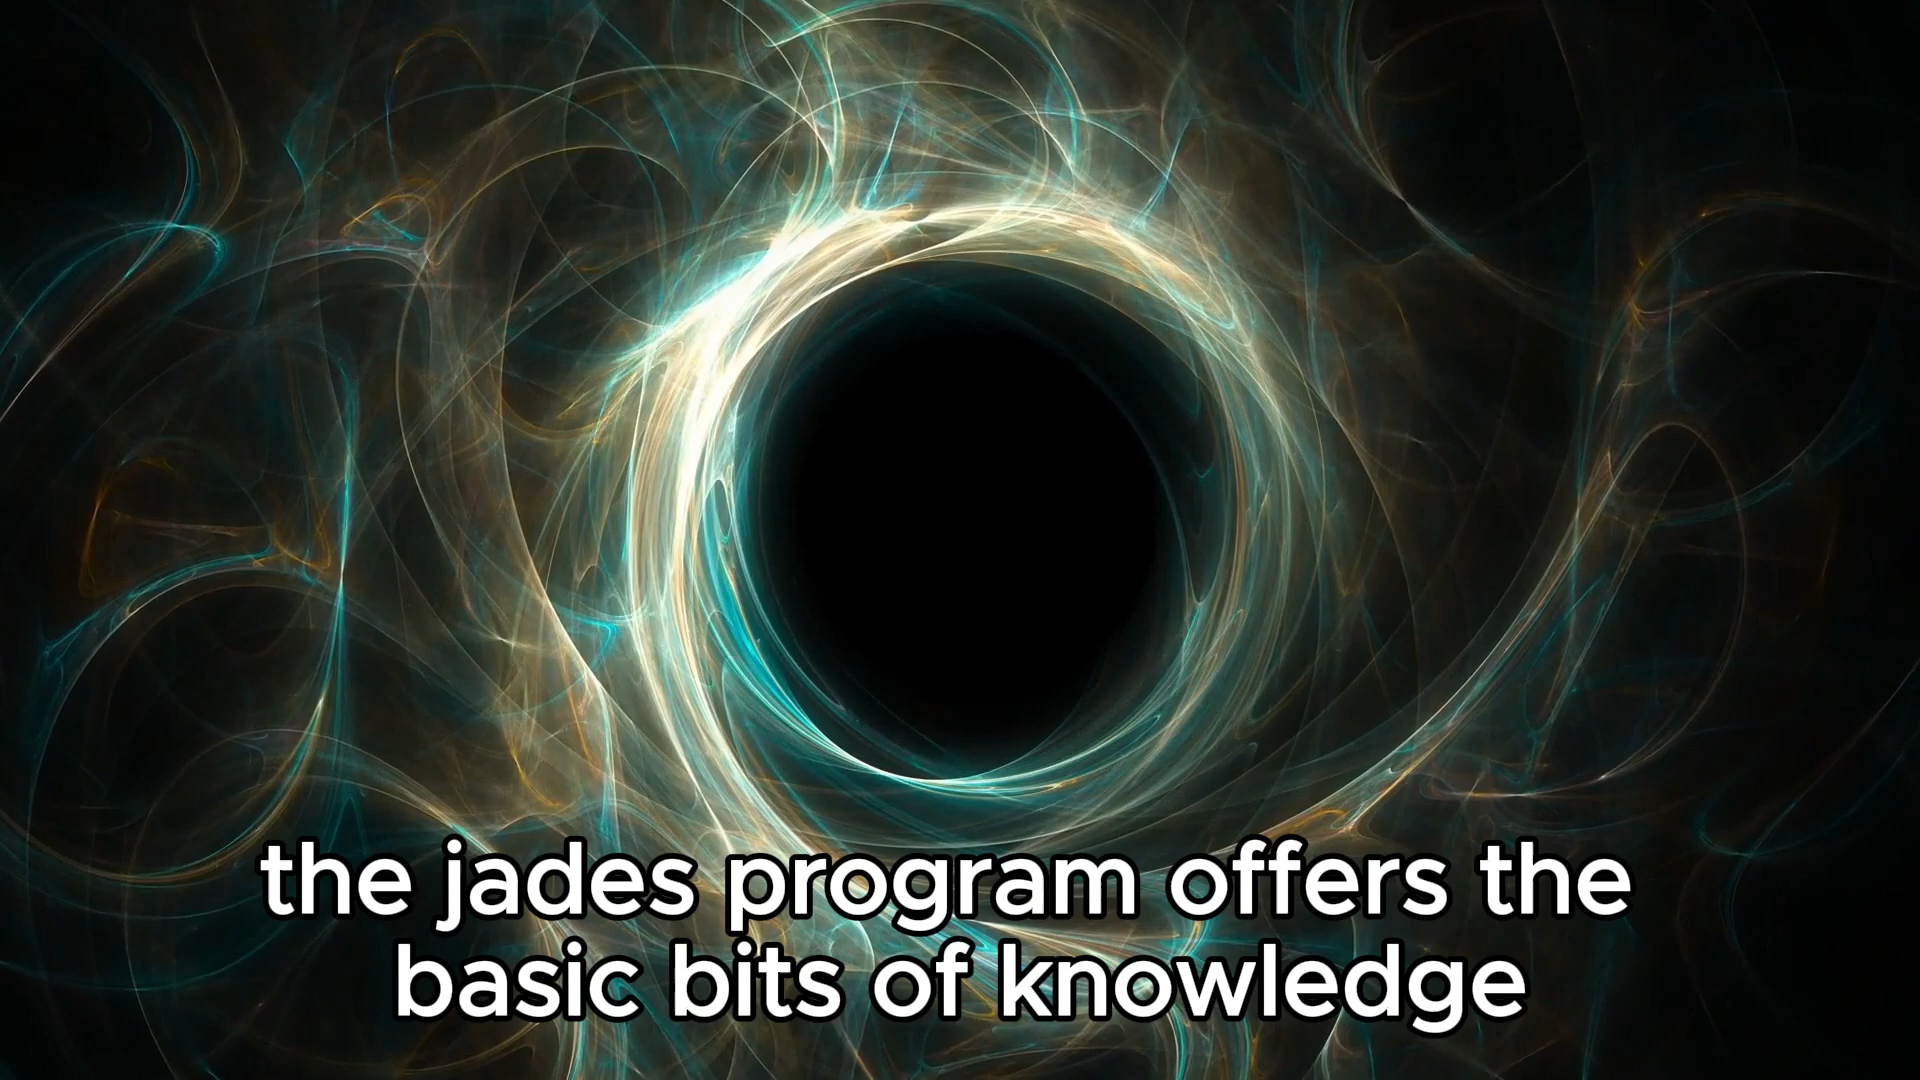 the jades program offers the
basic bits of knowledge